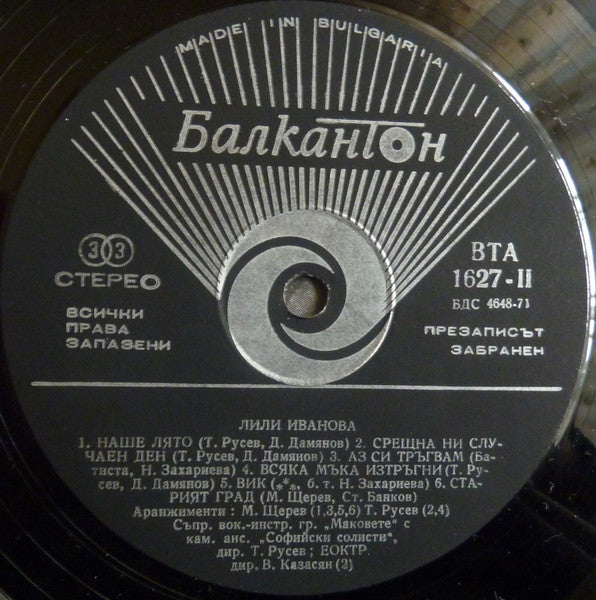 MADE IN BULGARIA
Балкантон
33
СТЕРЕО
ВСИЧКИ
ПРАВА
ЗАПАЗЕНИ
ВТА
1627-II
БДС 4648-71
ПРЕЗАПИСЪТ
ЗАБРАНЕН
ЛИЛИ ИВАНОВА
1. НАШЕ ЛЯТО (Т. Русев, Д. Дамянов) 2. СРЕЩНА НИ СЛУ-
ЧАЕН ДЕН (Т. Русев, Д. Дамянов) 3. АЗ СИ ТРЪГВАМ (Ба-
тиста, Н. Захариева) 4. ВСЯКА МЪКА ИЗТРЪГНИ (Т. Ру-
сев, Д. Дамянов) 5. ВИК (***, б. т. Н. Захариева) 6. СТА-
РИЯТ ГРАД (М. Щерев, Ст. Банков)
Аранжименти: М. Щерев (1,3,5,6) Т. Русев (2,4)
Съпр. вок.-инстр. гр. „Маковете“ с
кам. анс. „Софийски солисти“,
дир. Т. Русев; ЕОКТР.
дир. В. Казасян (2)